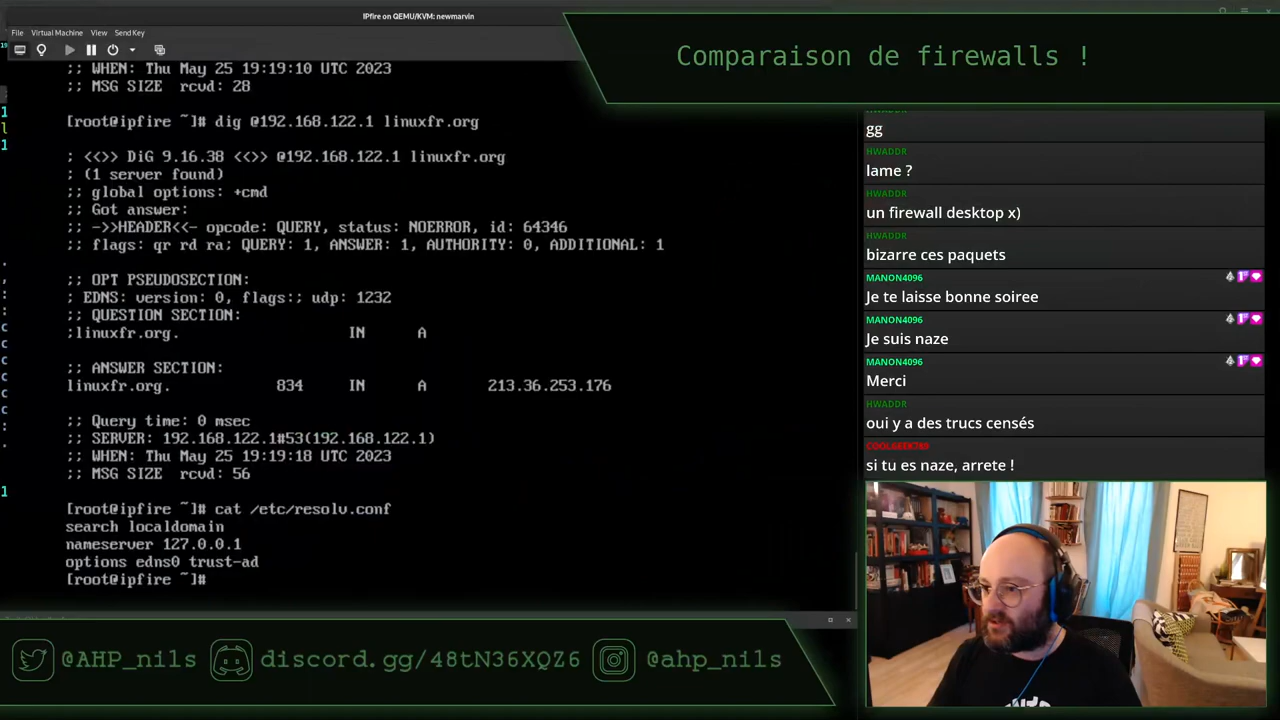 IPfire on QEMU/KVM: newmarvin
File Virtual Machine View Send Key
Comparaison de firewalls !
;; WHEN: Thu May 25 19:19:10 UTC 2023
;; MSG SIZE rcvd: 28
[root@ipfire ~]# dig @192.168.122.1 linuxfr.org
; <<>> DiG 9.16.38 <<>> @192.168.122.1 linuxfr.org
; (1 server found)
;; global options: +cmd
;; Got answer:
;; ->>HEADER<<- opcode: QUERY, status: NOERROR, id: 64346
;; flags: qr rd ra; QUERY: 1, ANSWER: 1, AUTHORITY: 0, ADDITIONAL: 1
;; OPT PSEUDOSECTION:
; EDNS: version: 0, flags:; udp: 1232
;; QUESTION SECTION:
;linuxfr.org. IN A
;; ANSWER SECTION:
linuxfr.org. 834 IN A 213.36.253.176
;; Query time: 0 msec
;; SERVER: 192.168.122.1#53(192.168.122.1)
;; WHEN: Thu May 25 19:19:18 UTC 2023
;; MSG SIZE rcvd: 56
[root@ipfire ~]# cat /etc/resolv.conf
search localdomain
nameserver 127.0.0.1
options edns0 trust-ad
[root@ipfire ~]#
HWADDR
gg
HWADDR
lame ?
HWADDR
un firewall desktop x)
HWADDR
bizarre ces paquets
MANON4096
Je te laisse bonne soiree
MANON4096
Je suis naze
MANON4096
Merci
HWADDR
oui y a des trucs censés
COOLGEEK789
si tu es naze, arrete !
@AHP_nils
discord.gg/48tN36XQZ6
@ahp_nils